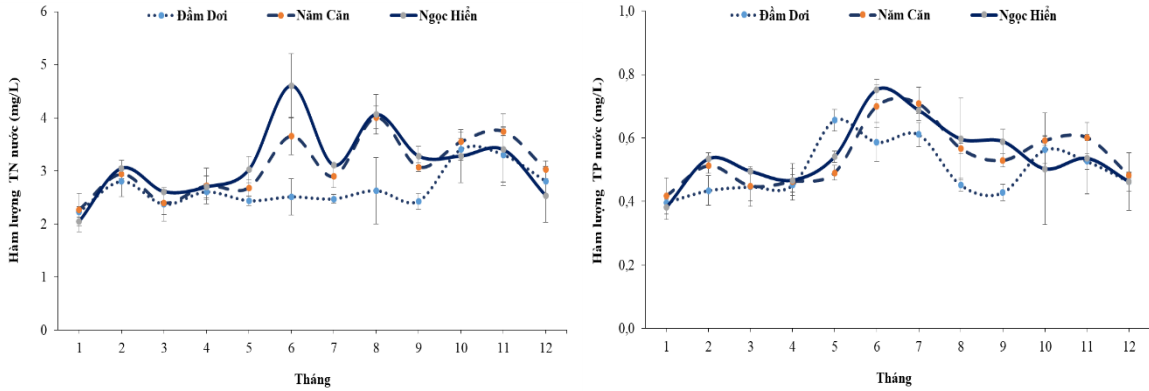 Đầm Dơi Năm Căn Ngọc Hiển
Hàm lượng TN nước (mg/L)
6
5
4
3
2
1
0
1 2 3 4 5 6 7 8 9 10 11 12
Tháng
Đầm Dơi Năm Căn Ngọc Hiển
Hàm lượng TP nước (mg/L)
1,0
0,8
0,6
0,4
0,2
0,0
1 2 3 4 5 6 7 8 9 10 11 12
Tháng